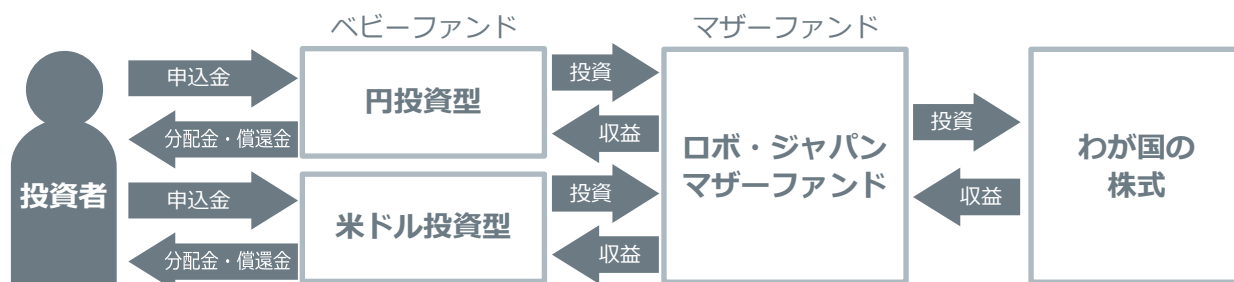 ベビーファンド
マザーファンド
申込金
円投資型
投資
分配金・償還金
収益
投資者
申込金
米ドル投資型
投資
分配金・償還金
収益
ロボ・ジャパン
マザーファンド
投資
収益
わが国の
株式